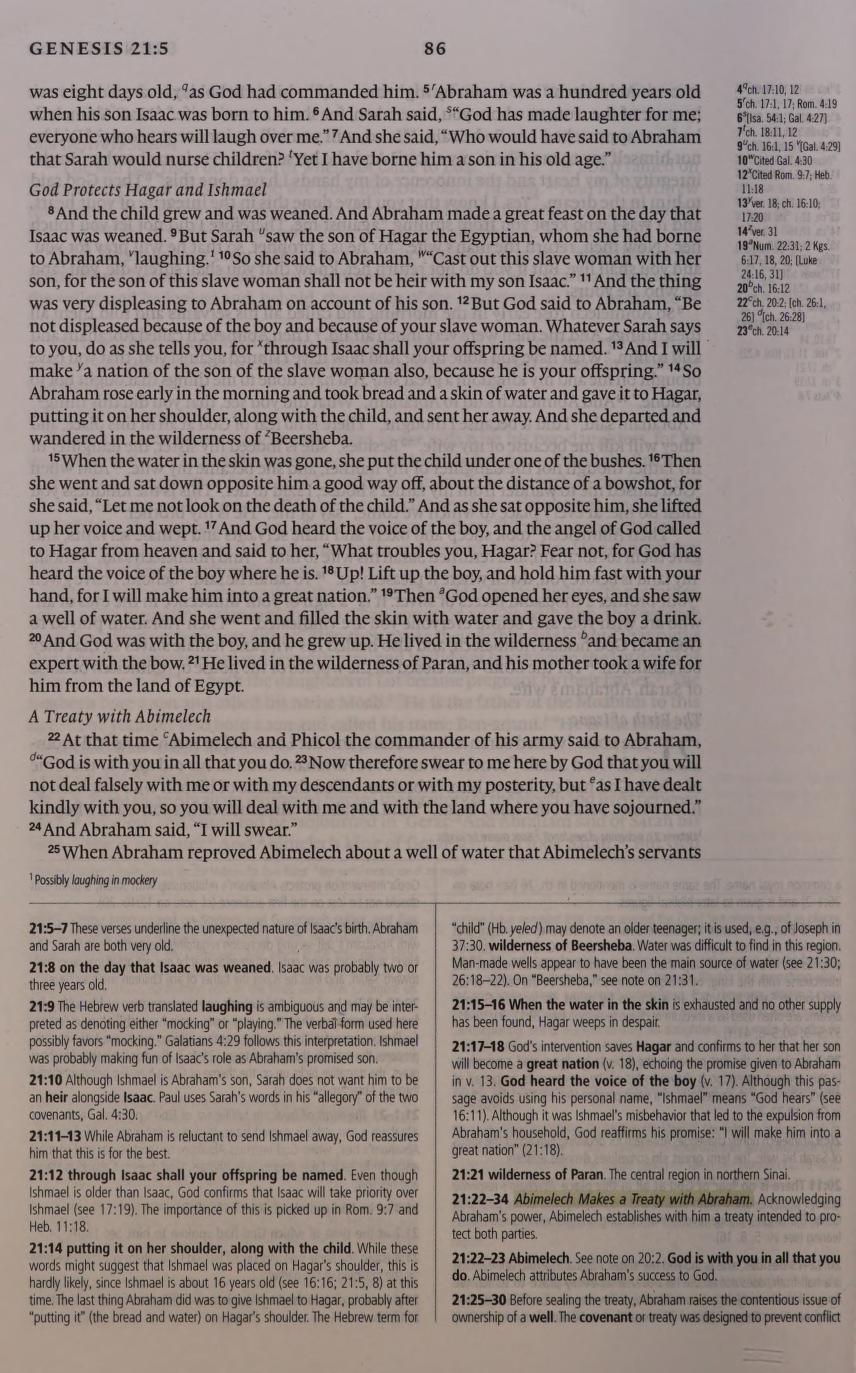 GENESIS 21:5
86
was eight days old, qas God had commanded him. 5 rAbraham was a hundred years old
when his son Isaac was born to him. 6 And Sarah said, s“God has made laughter for me;
everyone who hears will laugh over me.” 7 And she said, “Who would have said to Abraham
that Sarah would nurse children? tYet I have borne him a son in his old age.”
God Protects Hagar and Ishmael
8 And the child grew and was weaned. And Abraham made a great feast on the day that
Isaac was weaned. 9 But Sarah usaw the son of Hagar the Egyptian, whom she had borne
to Abraham, vlaughing.1 10 So she said to Abraham, w“Cast out this slave woman with her
son, for the son of this slave woman shall not be heir with my son Isaac.” 11 And the thing
was very displeasing to Abraham on account of his son. 12 But God said to Abraham, “Be
not displeased because of the boy and because of your slave woman. Whatever Sarah says
to you, do as she tells you, for xthrough Isaac shall your offspring be named. 13 And I will
make ya nation of the son of the slave woman also, because he is your offspring.” 14 So
Abraham rose early in the morning and took bread and a skin of water and gave it to Hagar,
putting it on her shoulder, along with the child, and sent her away. And she departed and
wandered in the wilderness of zBeersheba.
15 When the water in the skin was gone, she put the child under one of the bushes. 16 Then
she went and sat down opposite him a good way off, about the distance of a bowshot, for
she said, “Let me not look on the death of the child.” And as she sat opposite him, she lifted
up her voice and wept. 17 And God heard the voice of the boy, and the angel of God called
to Hagar from heaven and said to her, “What troubles you, Hagar? Fear not, for God has
heard the voice of the boy where he is. 18 Up! Lift up the boy, and hold him fast with your
hand, for I will make him into a great nation.” 19 Then aGod opened her eyes, and she saw
a well of water. And she went and filled the skin with water and gave the boy a drink.
20 And God was with the boy, and he grew up. He lived in the wilderness band became an
expert with the bow. 21 He lived in the wilderness of Paran, and his mother took a wife for
him from the land of Egypt.
A Treaty with Abimelech
22 At that time cAbimelech and Phicol the commander of his army said to Abraham,
d“God is with you in all that you do. 23 Now therefore swear to me here by God that you will
not deal falsely with me or with my descendants or with my posterity, but eas I have dealt
kindly with you, so you will deal with me and with the land where you have sojourned.”
24 And Abraham said, “I will swear.”
25 When Abraham reproved Abimelech about a well of water that Abimelech’s servants
1 Possibly laughing in mockery
4 qch. 17:10, 12
5 rch. 17:1, 17; Rom. 4:19
6 s[Isa. 54:1; Gal. 4:27]
7 tch. 18:11, 12
9 uch. 16:1, 15 v[Gal. 4:29]
10 wCited Gal. 4:30
12 xCited Rom. 9:7; Heb.
11:18
13 yver. 18; ch. 16:10;
17:20
14 zver. 31
19 aNum. 22:31; 2 Kgs.
6:17, 18, 20; [Luke
24:16, 31]
20 bch. 16:12
22 cch. 20:2; [ch. 26:1,
26] d[ch. 26:28]
23 ech. 20:14
21:5–7 These verses underline the unexpected nature of Isaac’s birth. Abraham
and Sarah are both very old.
21:8 on the day that Isaac was weaned. Isaac was probably two or
three years old.
21:9 The Hebrew verb translated laughing is ambiguous and may be inter-
preted as denoting either “mocking” or “playing.” The verbal form used here
possibly favors “mocking.” Galatians 4:29 follows this interpretation. Ishmael
was probably making fun of Isaac’s role as Abraham’s promised son.
21:10 Although Ishmael is Abraham’s son, Sarah does not want him to be
an heir alongside Isaac. Paul uses Sarah’s words in his “allegory” of the two
covenants, Gal. 4:30.
21:11–13 While Abraham is reluctant to send Ishmael away, God reassures
him that this is for the best.
21:12 through Isaac shall your offspring be named. Even though
Ishmael is older than Isaac, God confirms that Isaac will take priority over
Ishmael (see 17:19). The importance of this is picked up in Rom. 9:7 and
Heb. 11:18.
21:14 putting it on her shoulder, along with the child. While these
words might suggest that Ishmael was placed on Hagar’s shoulder, this is
hardly likely, since Ishmael is about 16 years old (see 16:16; 21:5, 8) at this
time. The last thing Abraham did was to give Ishmael to Hagar, probably after
“putting it” (the bread and water) on Hagar’s shoulder. The Hebrew term for
“child” (Hb. yeled) may denote an older teenager; it is used, e.g., of Joseph in
37:30. wilderness of Beersheba. Water was difficult to find in this region.
Man-made wells appear to have been the main source of water (see 21:30;
26:18–22). On “Beersheba,” see note on 21:31.
21:15–16 When the water in the skin is exhausted and no other supply
has been found, Hagar weeps in despair.
21:17–18 God’s intervention saves Hagar and confirms to her that her son
will become a great nation (v. 18), echoing the promise given to Abraham
in v. 13. God heard the voice of the boy (v. 17). Although this pas-
sage avoids using his personal name, “Ishmael” means “God hears” (see
16:11). Although it was Ishmael’s misbehavior that led to the expulsion from
Abraham’s household, God reaffirms his promise: “I will make him into a
great nation” (21:18).
21:21 wilderness of Paran. The central region in northern Sinai.
21:22–34 Abimelech Makes a Treaty with Abraham. Acknowledging
Abraham’s power, Abimelech establishes with him a treaty intended to pro-
tect both parties.
21:22–23 Abimelech. See note on 20:2. God is with you in all that you
do. Abimelech attributes Abraham’s success to God.
21:25–30 Before sealing the treaty, Abraham raises the contentious issue of
ownership of a well. The covenant or treaty was designed to prevent conflict